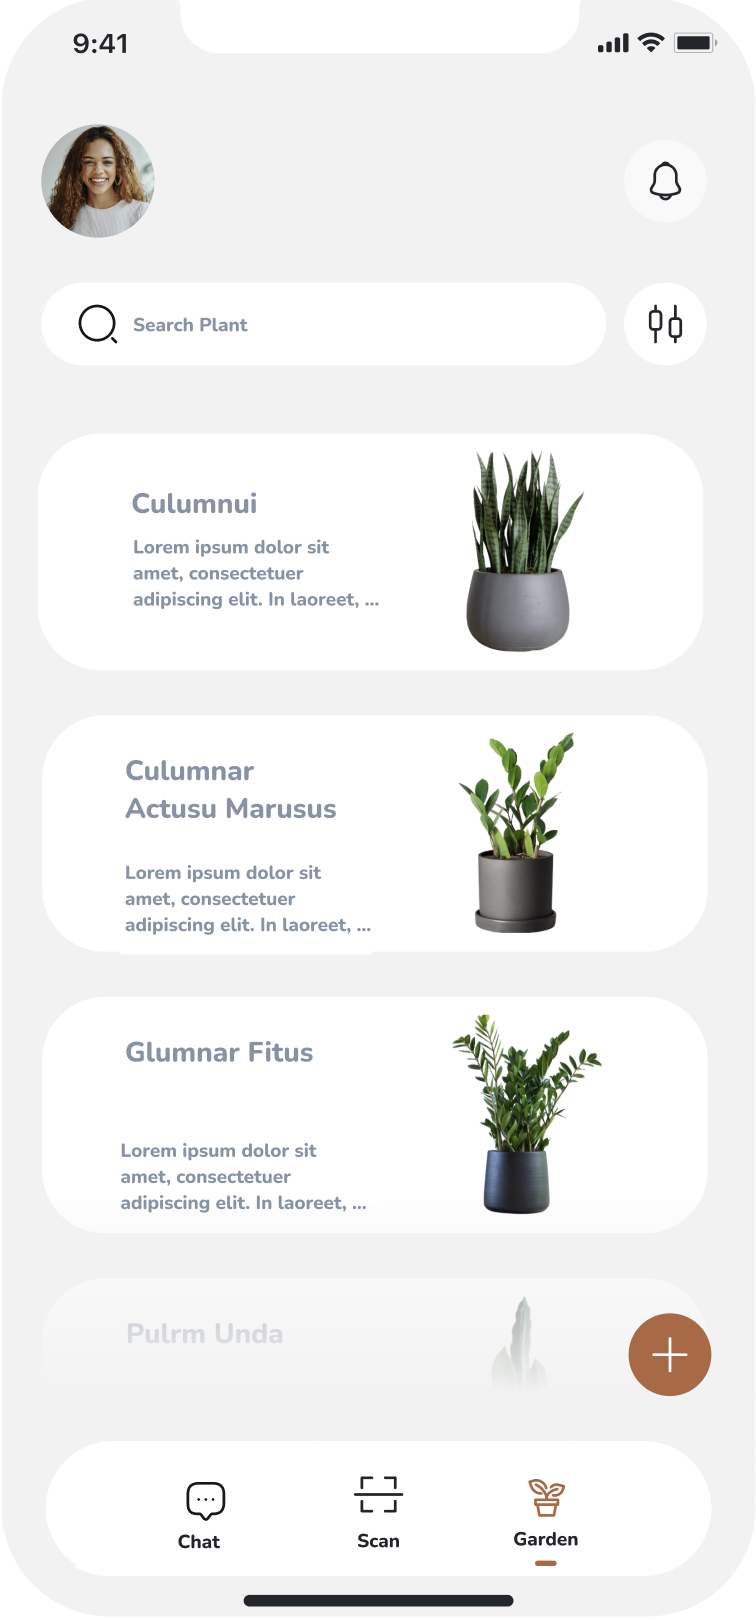 9:41
Search Plant
Culumnui
Lorem ipsum dolor sit
amet, consectetuer
adipiscing elit. In laoreet, ...
Culumnar
Actusu Marusus
Lorem ipsum dolor sit
amet, consectetuer
adipiscing elit. In laoreet, ...
Glumnar Fitus
Lorem ipsum dolor sit
amet, consectetuer
adipiscing elit. In laoreet, ...
Pulrm Unda
Chat
Scan
Garden